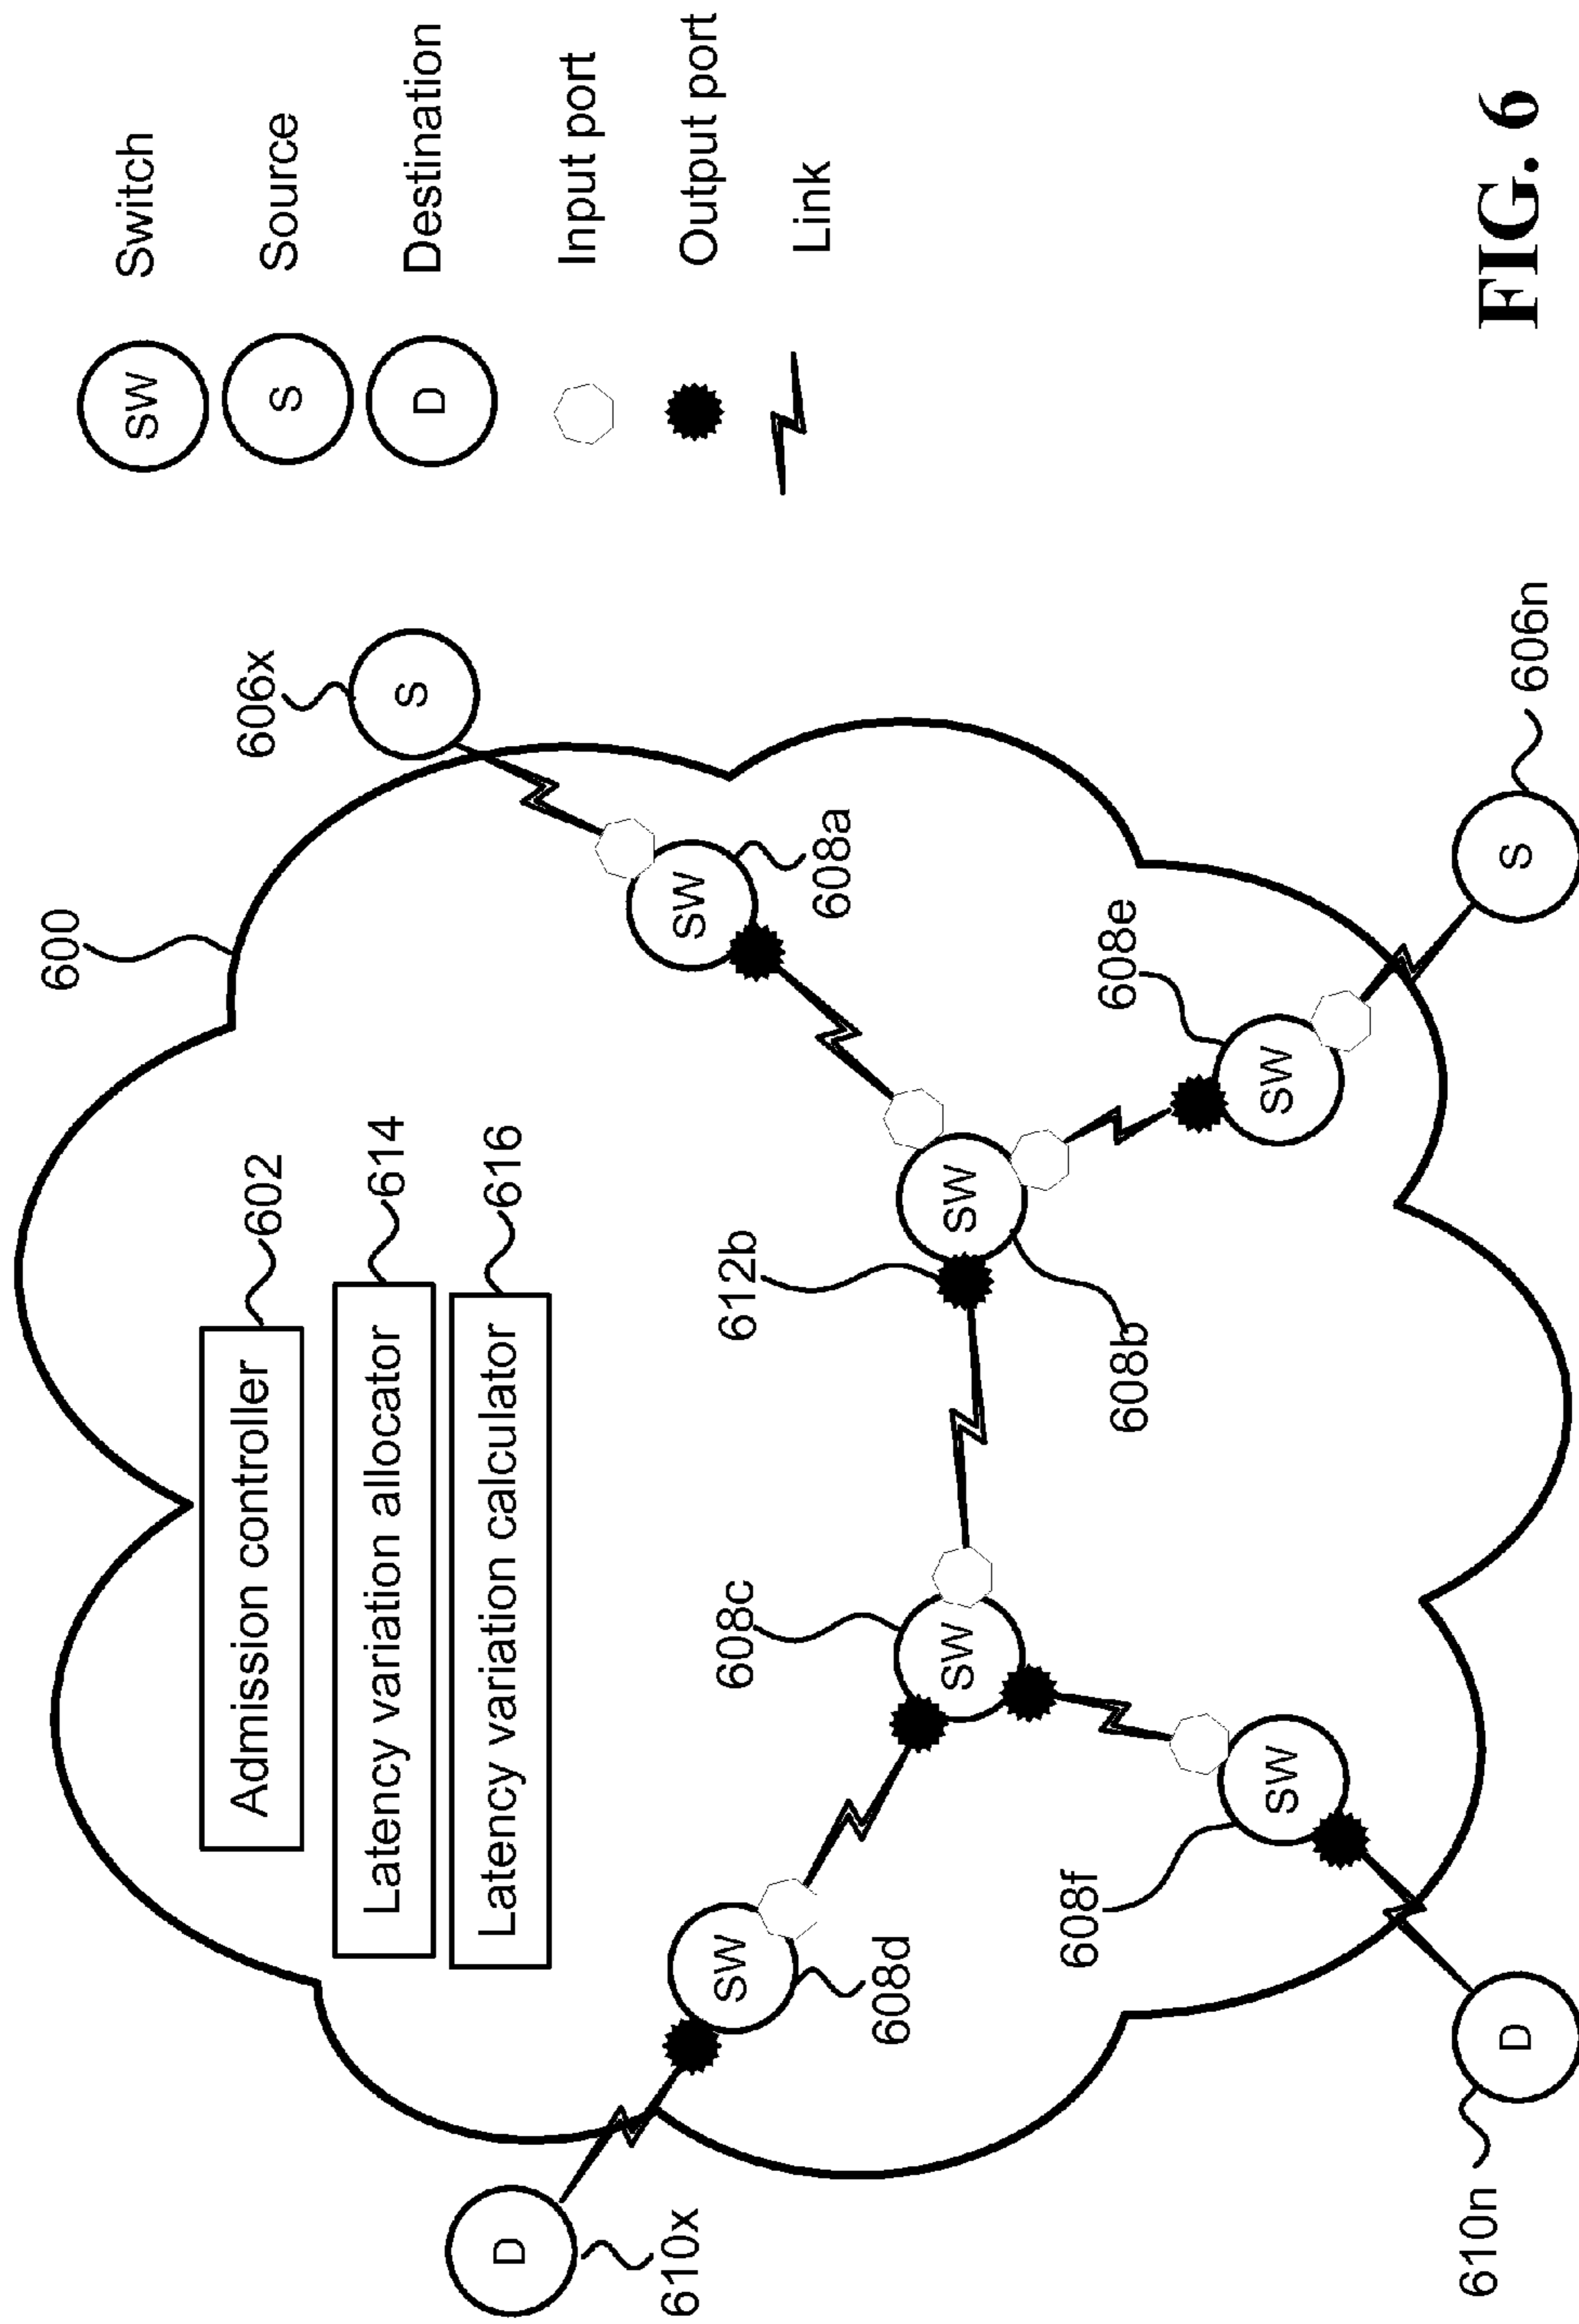 600
Admission controller
602
Latency variation allocator
614
Latency variation calculator
616
606x
S
D
610x
SW
608d
SW
608a
612b
608c
SW
SW
608b
608e
SW
608f
SW
610n
D
S
606n
SW
Switch
S
Source
D
Destination
Input port
Output port
Link
FIG. 6